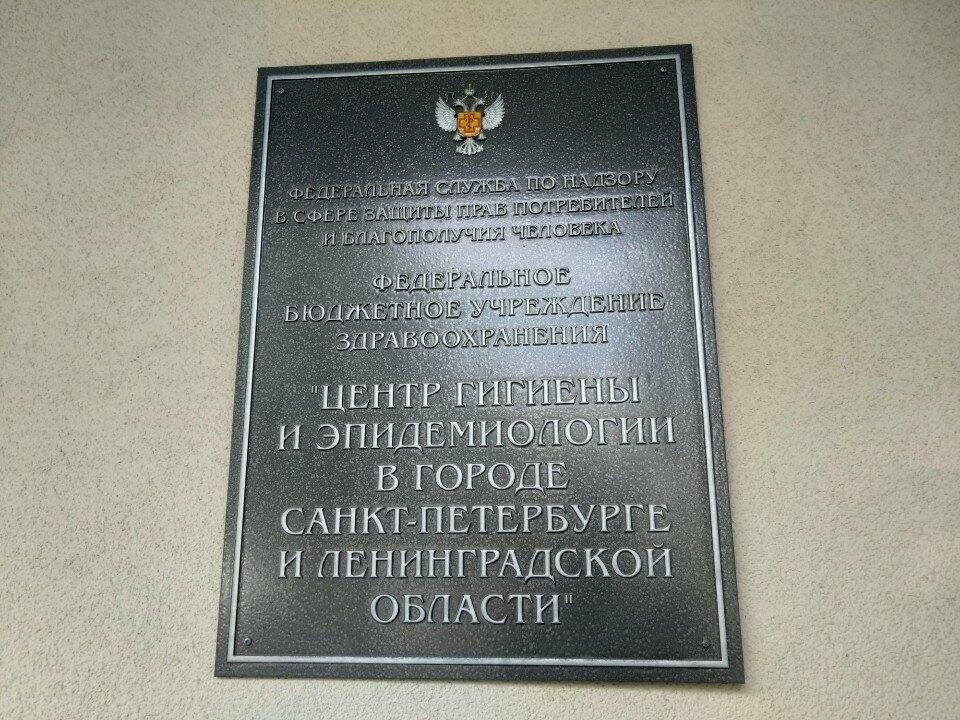 ФЕДЕРАЛЬНАЯ СЛУЖБА ПО НАДЗОРУ
В СФЕРЕ ЗАЩИТЫ ПРАВ ПОТРЕБИТЕЛЕЙ
И БЛАГОПОЛУЧИЯ ЧЕЛОВЕКА
ФЕДЕРАЛЬНОЕ
БЮДЖЕТНОЕ УЧРЕЖДЕНИЕ
ЗДРАВООХРАНЕНИЯ
"ЦЕНТР ГИГИЕНЫ
И ЭПИДЕМИОЛОГИИ
В ГОРОДЕ
САНКТ-ПЕТЕРБУРГЕ
И ЛЕНИНГРАДСКОЙ
ОБЛАСТИ"